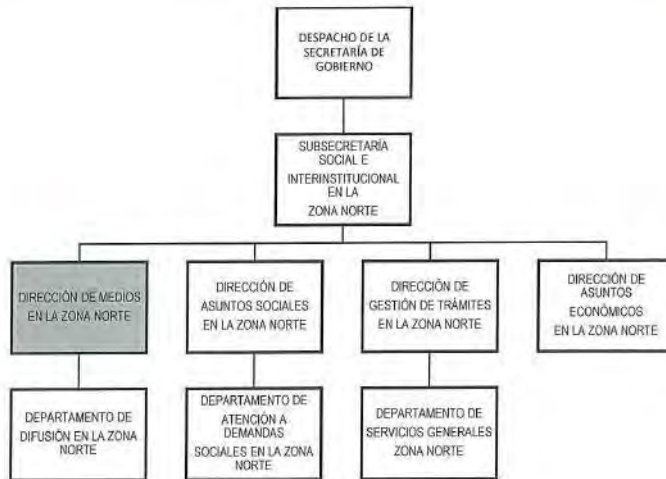 DESPACHO DE LA
SECRETARÍA DE
GOBIERNO
SUBSECRETARÍA
SOCIAL E
INTERINSTITUCIONAL
EN LA
ZONA NORTE
DIRECCIÓN DE MEDIOS
EN LA ZONA NORTE
DIRECCIÓN DE
ASUNTOS SOCIALES
EN LA ZONA NORTE
DIRECCIÓN DE
GESTIÓN DE TRÁMITES
EN LA ZONA NORTE
DIRECCIÓN DE
ASUNTOS
ECONÓMICOS
EN LA ZONA NORTE
DEPARTAMENTO DE
DIFUSIÓN EN LA ZONA
NORTE
DEPARTAMENTO DE
ATENCIÓN A
DEMANDAS
SOCIALES EN LA ZONA
NORTE
DEPARTAMENTO DE
SERVICIOS GENERALES
ZONA NORTE